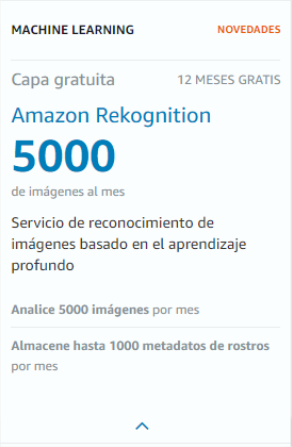 MACHINE LEARNING NOVEDADES
Capa gratuita 12 MESES GRATIS
Amazon Rekognition
5000
de imágenes al mes
Servicio de reconocimiento de
imágenes basado en el aprendizaje
profundo
Analice 5000 imágenes por mes
Almacene hasta 1000 metadatos de rostros
por mes